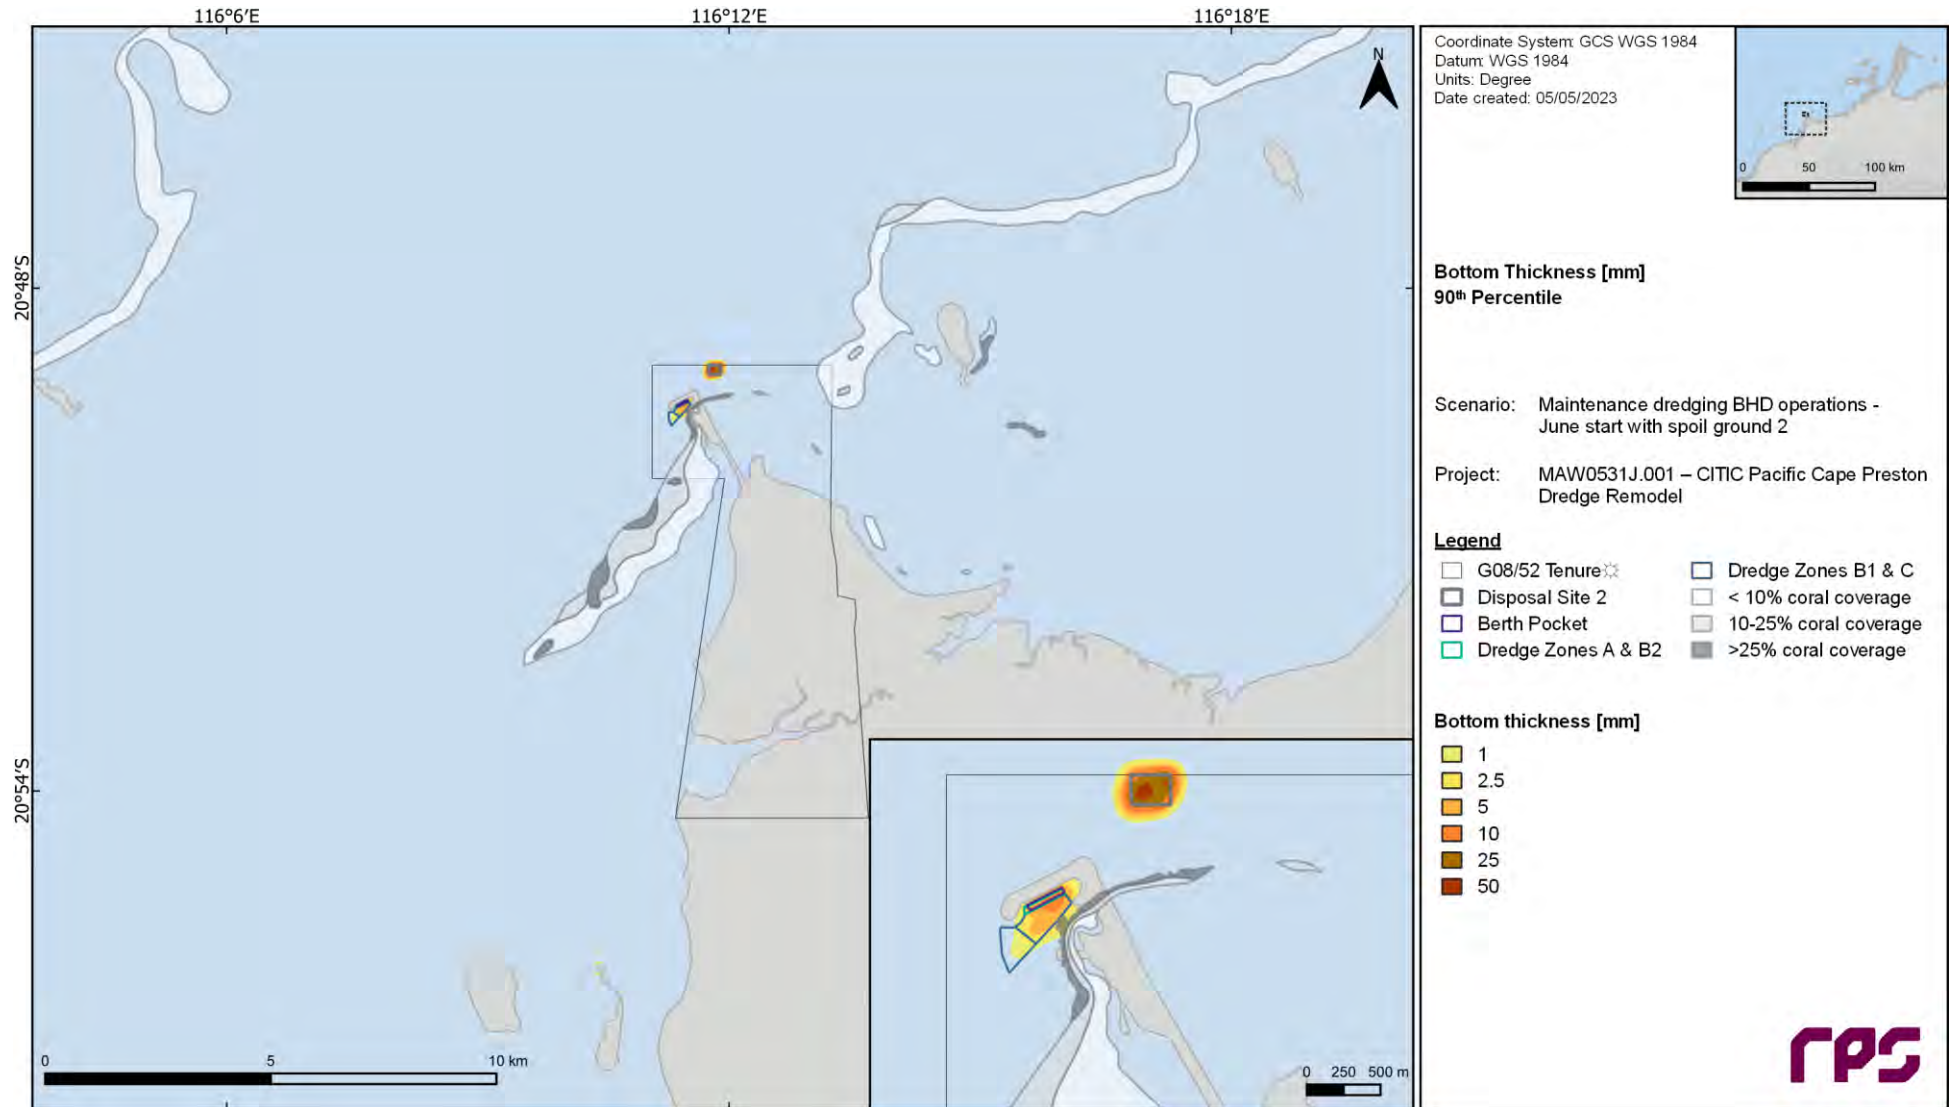 116°6′E 116°12′E 116°18′E
20°48′S
20°54′S
N
0 5 10 km
0 250 500 m
Coordinate System: GCS WGS 1984
Datum: WGS 1984
Units: Degree
Date created: 05/05/2023
0 50 100 km
Bottom Thickness [mm]
90th Percentile
Scenario: Maintenance dredging BHD operations -
June start with spoil ground 2
Project: MAW0531J.001 – CITIC Pacific Cape Preston
Dredge Remodel
Legend
G08/52 Tenure
Disposal Site 2
Berth Pocket
Dredge Zones A & B2
Dredge Zones B1 & C
< 10% coral coverage
10-25% coral coverage
>25% coral coverage
Bottom thickness [mm]
1
2.5
5
10
25
50
rps